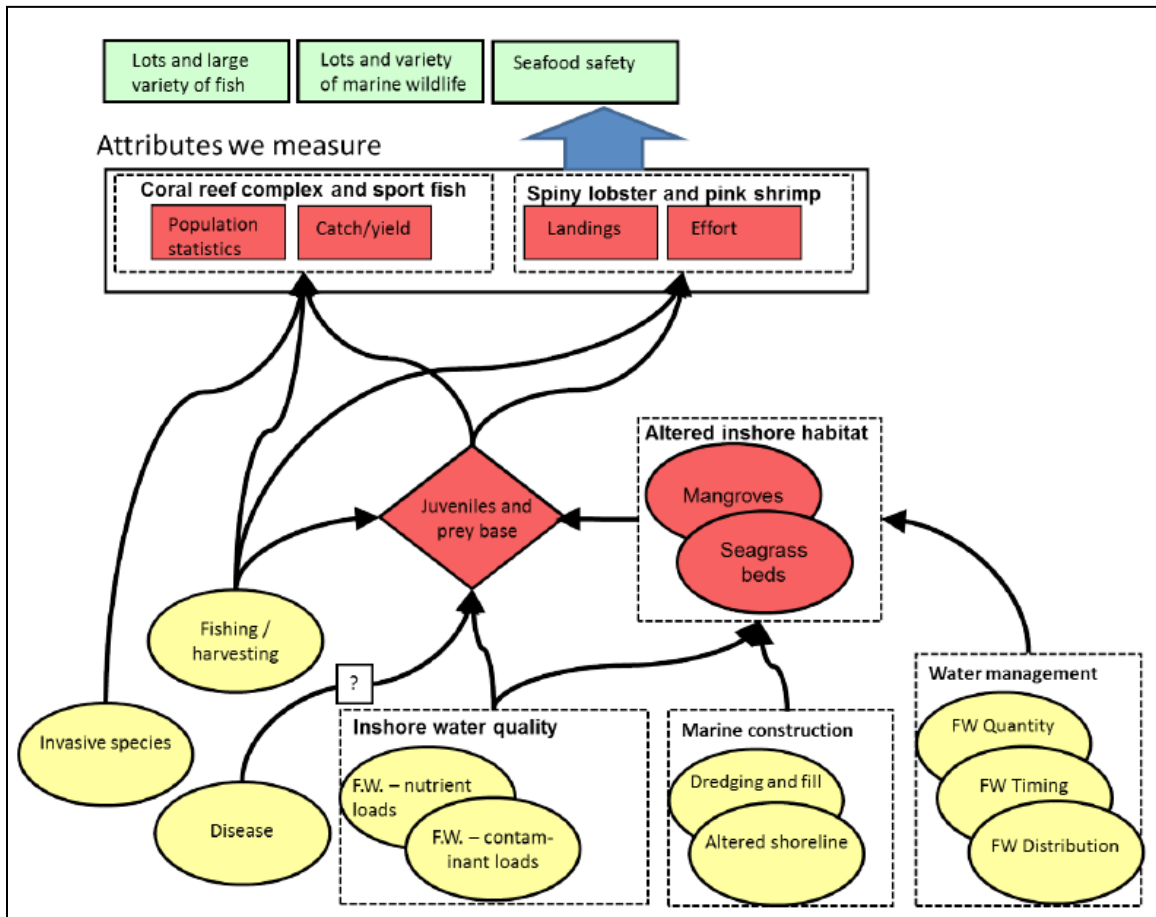 Lots and large
variety of fish
Lots and variety
of marine wildlife
Seafood safety
Attributes we measure
Coral reef complex and sport fish
Population
statistics
Catch/yield
Spiny lobster and pink shrimp
Landings
Effort
Altered inshore habitat
Mangroves
Seagrass
beds
Juveniles and
prey base
Fishing /
harvesting
?
Invasive species
Disease
Inshore water quality
F.W. – nutrient
loads
F.W. – contam-
inant loads
Marine construction
Dredging and fill
Altered shoreline
Water management
FW Quantity
FW Timing
FW Distribution